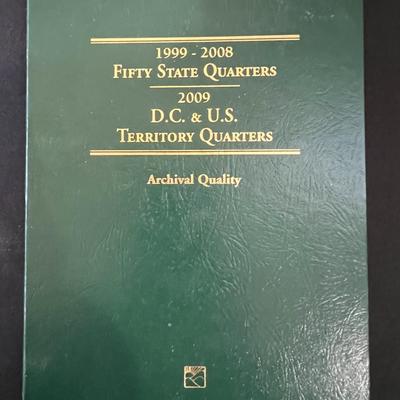 1999 - 2008
FIFTY STATE QUARTERS
2009
D.C. & U.S.
TERRITORY QUARTERS
Archival Quality